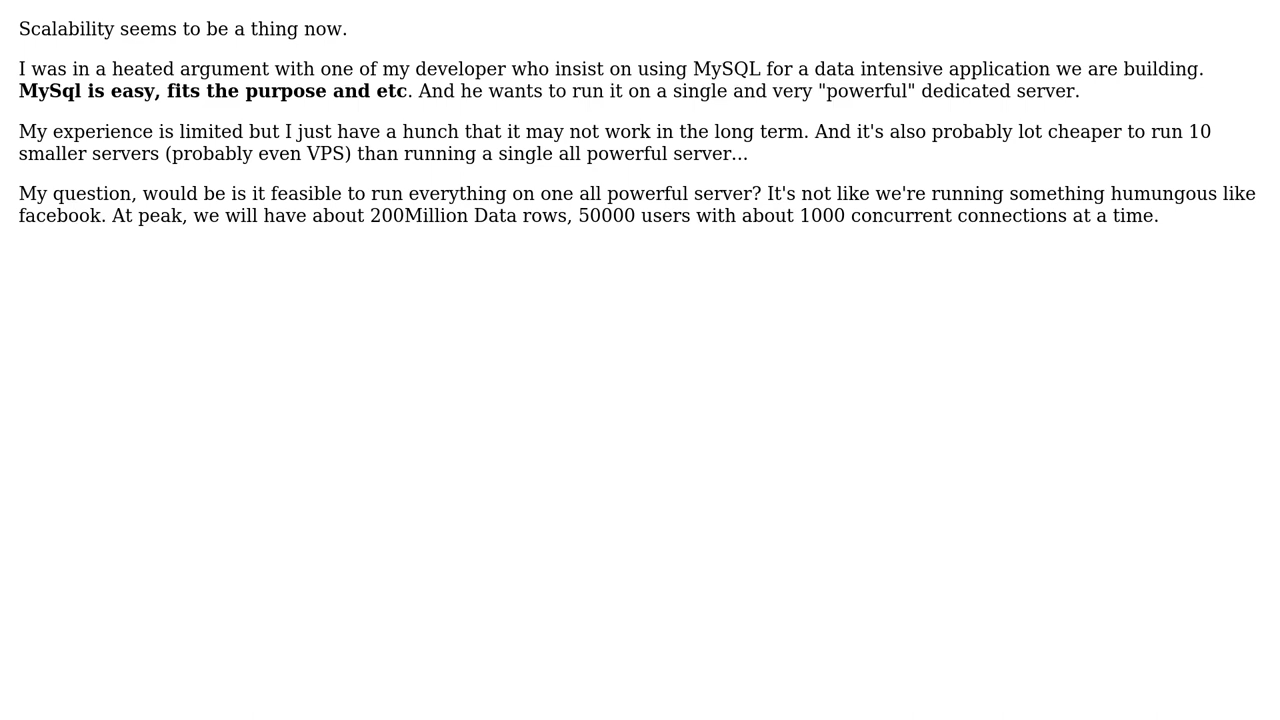 Scalability seems to be a thing now.
I was in a heated argument with one of my developer who insist on using MySQL for a data intensive application we are building.
MySql is easy, fits the purpose and etc. And he wants to run it on a single and very "powerful" dedicated server.
My experience is limited but I just have a hunch that it may not work in the long term. And it's also probably lot cheaper to run 10
smaller servers (probably even VPS) than running a single all powerful server...
My question, would be is it feasible to run everything on one all powerful server? It's not like we're running something humungous like
facebook. At peak, we will have about 200Million Data rows, 50000 users with about 1000 concurrent connections at a time.